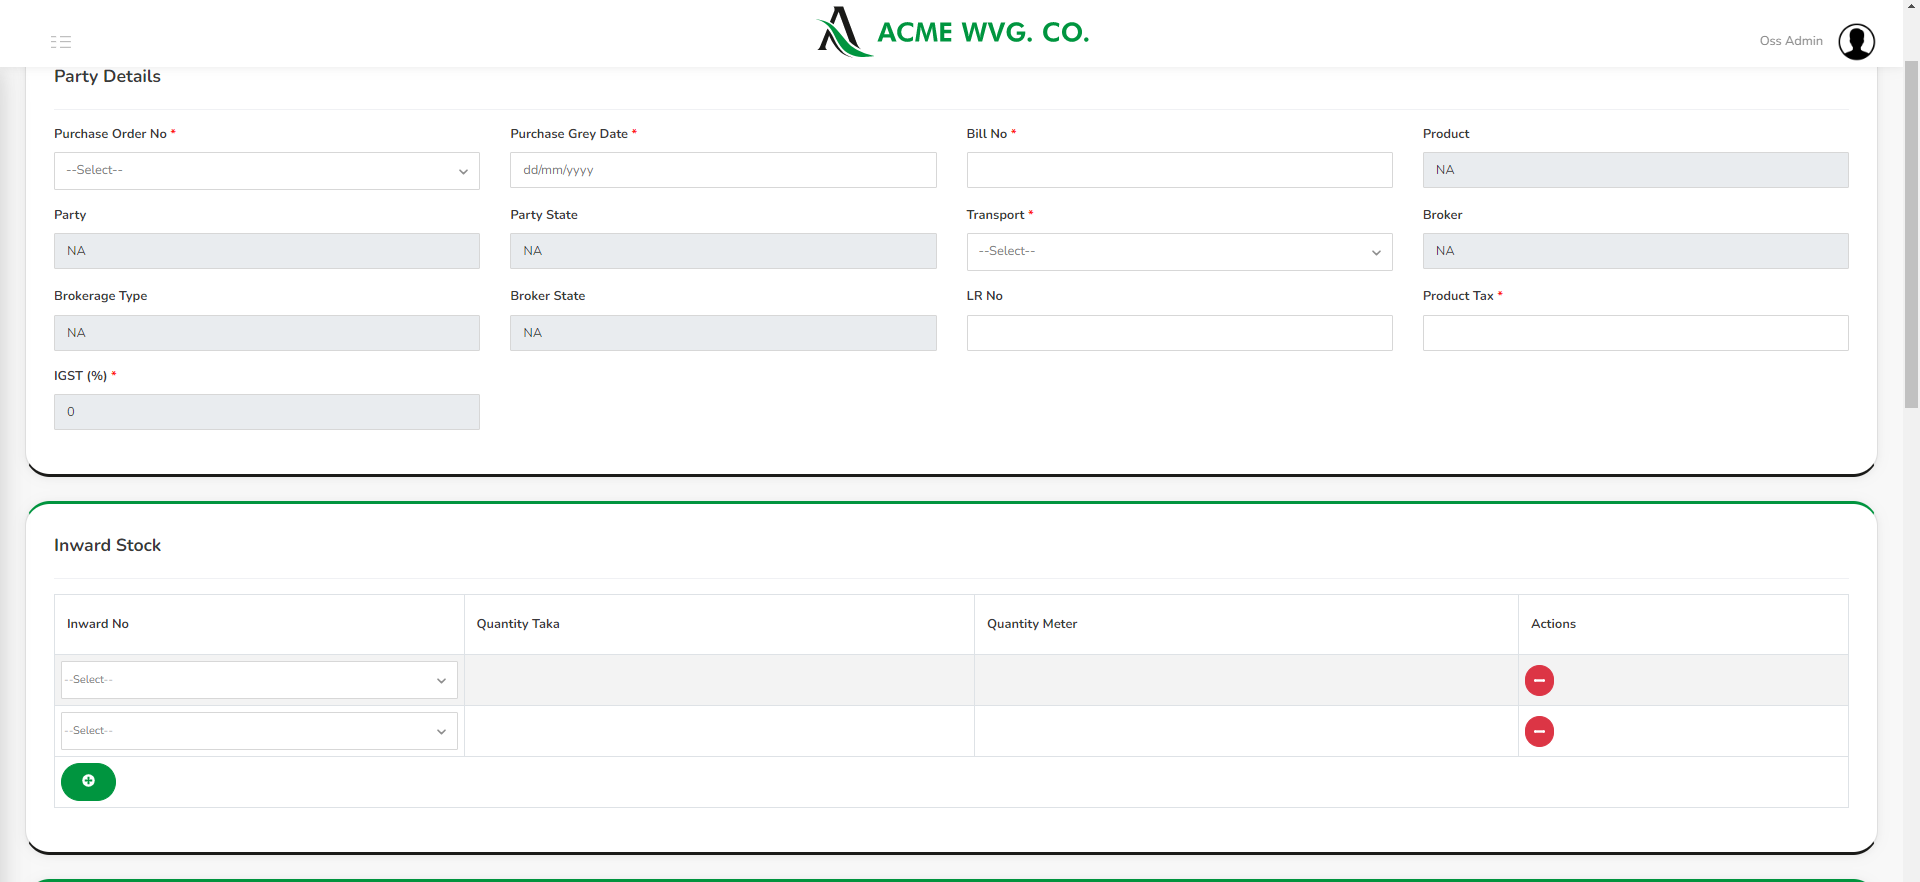 ACME WVG. CO.
Oss Admin
Party Details
Purchase Order No *
Purchase Grey Date *
Bill No *
Product
--Select--
dd/mm/yyyy
NA
Party
Party State
Transport *
Broker
NA
NA
--Select--
NA
Brokerage Type
Broker State
LR No
Product Tax *
NA
NA
IGST (%) *
0
Inward Stock
Inward No
Quantity Taka
Quantity Meter
Actions
--Select--
--Select--